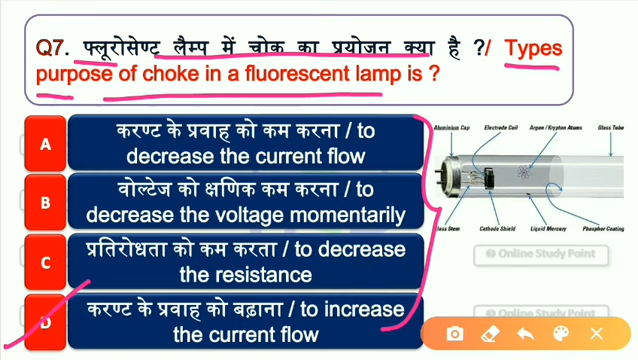 Q7. फ्लूरोसेण्ट लैम्प में चोक का प्रयोजन क्या है ?/ Types
purpose of choke in a fluorescent lamp is ?
A
करण्ट के प्रवाह को कम करना / to
decrease the current flow
B
वोल्टेज को क्षणिक कम करना / to
decrease the voltage momentarily
C
प्रतिरोधता को कम करता / to decrease
the resistance
D
करण्ट के प्रवाह को बढ़ाना / to increase
the current flow
Aluminium Cap
Electrode Coil
Argon/Krypton Atoms
Glass Tube
Glass Stem
Cathode Shield
Liquid Mercury
Phosphor Coating
© Online Study Point
© Online Study Point